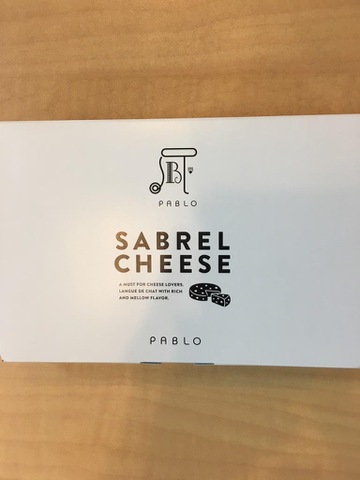 PABLO
SABREL
CHEESE
A MUST FOR CHEESE LOVERS.
LANGUE DE CHAT WITH RICH
AND MELLOW FLAVOR.
PABLO